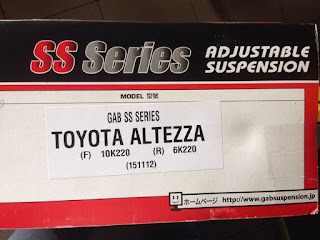 SS Series
ADJUSTABLE
SUSPENSION
MODEL 型號
GAB SS SERIES
TOYOTA ALTEZZA
(F) 10K220 (R) 6K220
(151112)
ホームページ http://www.gabsuspension.jp